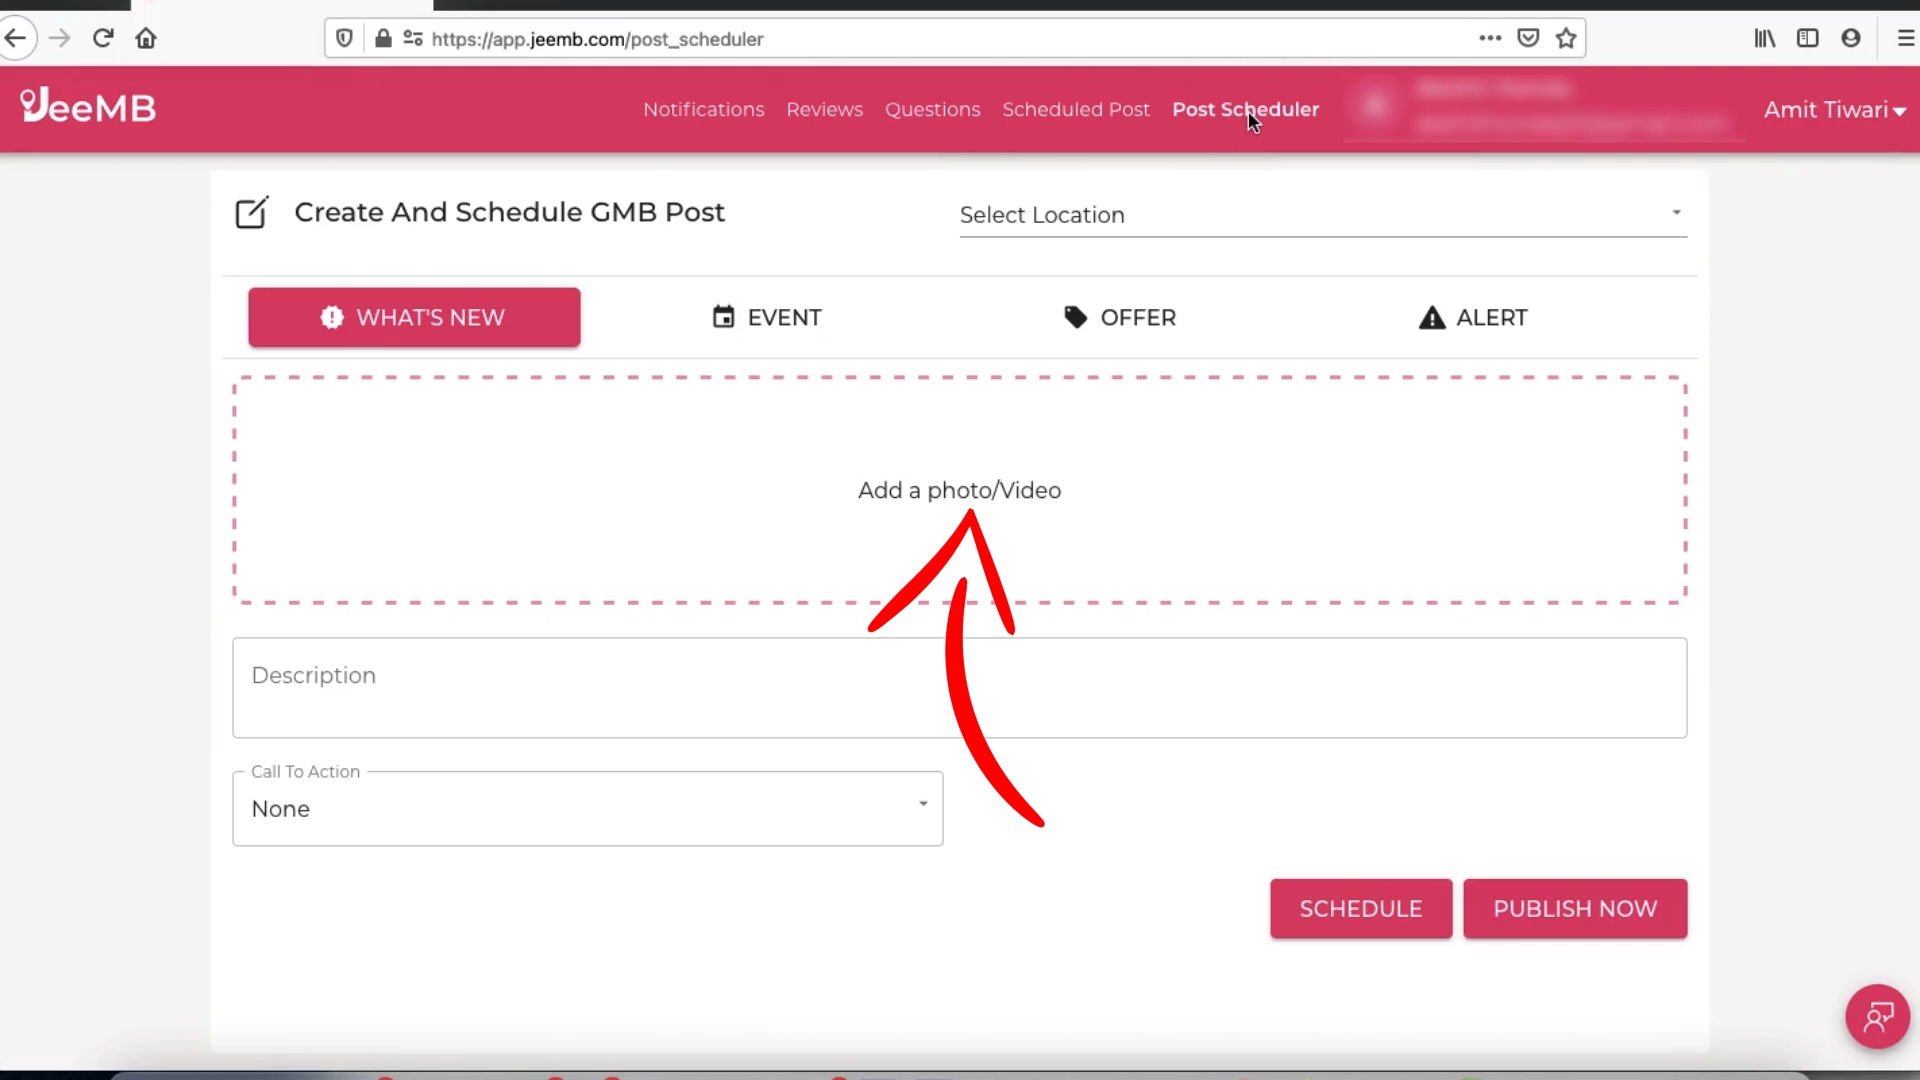 https://app.jeemb.com/post_scheduler
JeeMB
Notifications Reviews Questions Scheduled Post Post Scheduler
Amit Tiwari
Create And Schedule GMB Post
Select Location
WHAT'S NEW
EVENT
OFFER
ALERT
Add a photo/Video
Description
Call To Action
None
SCHEDULE
PUBLISH NOW